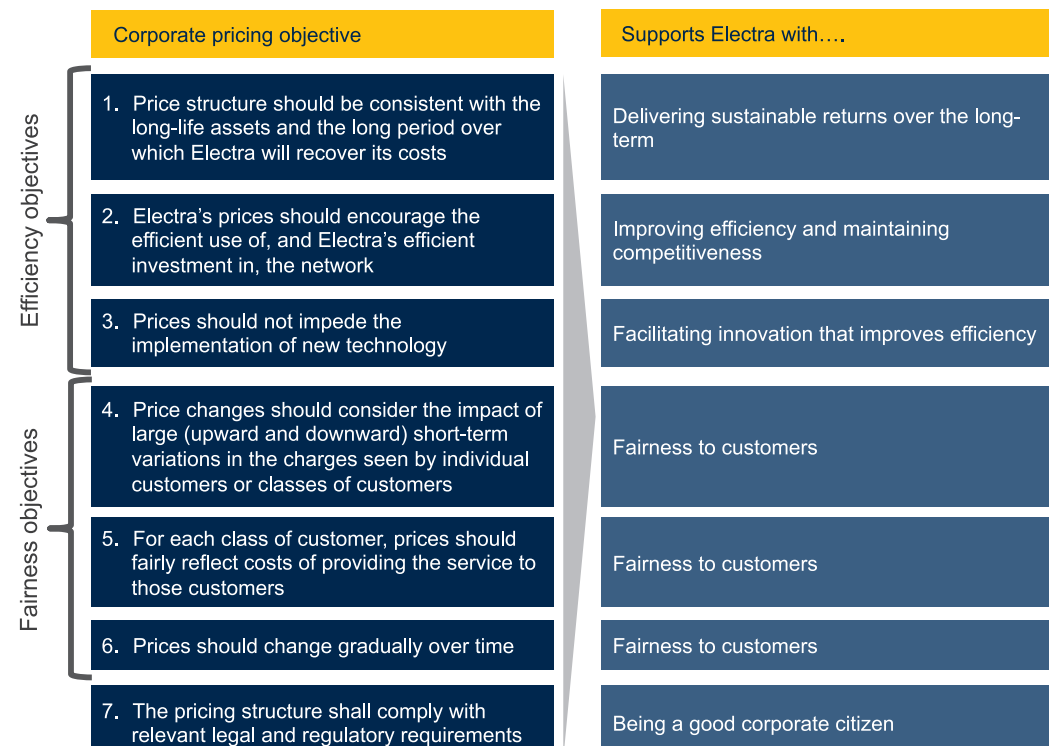 Corporate pricing objective
Supports Electra with….
Efficiency objectives
1. Price structure should be consistent with the
long-life assets and the long period over
which Electra will recover its costs
Delivering sustainable returns over the long-
term
2. Electra's prices should encourage the
efficient use of, and Electra's efficient
investment in, the network
Improving efficiency and maintaining
competitiveness
3. Prices should not impede the
implementation of new technology
Facilitating innovation that improves efficiency
Fairness objectives
4. Price changes should consider the impact of
large (upward and downward) short-term
variations in the charges seen by individual
customers or classes of customers
Fairness to customers
5. For each class of customer, prices should
fairly reflect costs of providing the service to
those customers
Fairness to customers
6. Prices should change gradually over time
Fairness to customers
7. The pricing structure shall comply with
relevant legal and regulatory requirements
Being a good corporate citizen